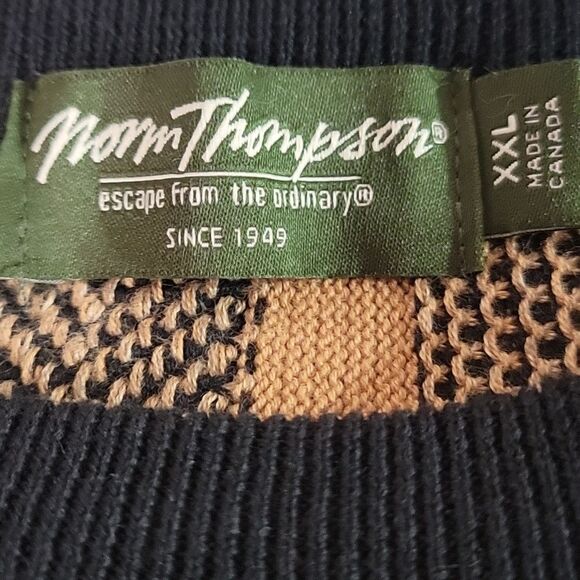 Norm Thompson®
escape from the ordinary®
SINCE 1949
XXL
MADE IN
CANADA